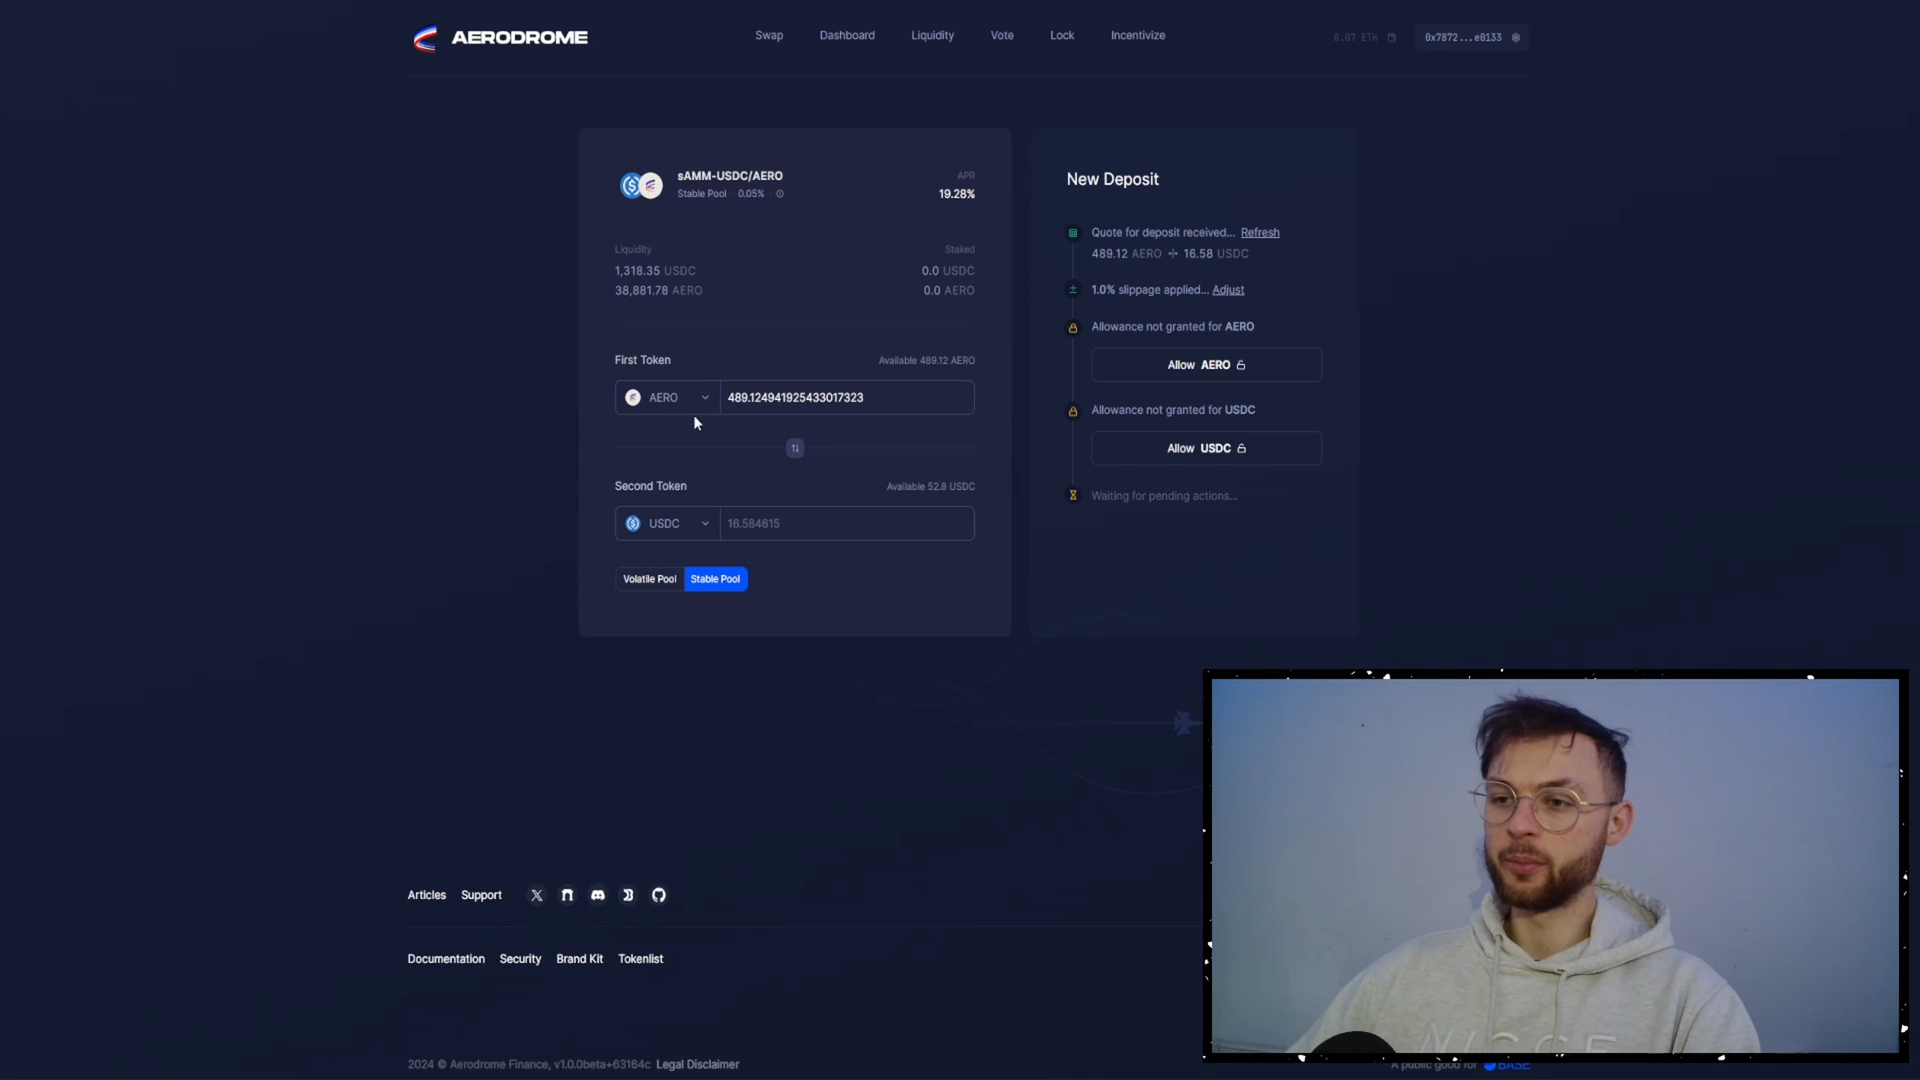 AERODROME
Swap
Dashboard
Liquidity
Vote
Lock
Incentivize
0x7872...e0133
sAMM-USDC/AERO
Stable Pool · 0.05%
APR
19.28%
Liquidity
Staked
1,318.35 USDC
0.0 USDC
38,881.78 AERO
0.0 AERO
First Token
Available 489.12 AERO
AERO
489.124941925433017323
Second Token
Available 52.8 USDC
USDC
16.584615
Volatile Pool
Stable Pool
New Deposit
Quote for deposit received... Refresh
489.12 AERO 16.58 USDC
1.0% slippage applied... Adjust
Allowance not granted for AERO
Allow AERO
Allowance not granted for USDC
Allow USDC
Waiting for pending actions...
Articles
Support
Documentation
Security
Brand Kit
Tokenlist
2024 © Aerodrome Finance, v1.0.0beta+63164c Legal Disclaimer
A public good for BASE